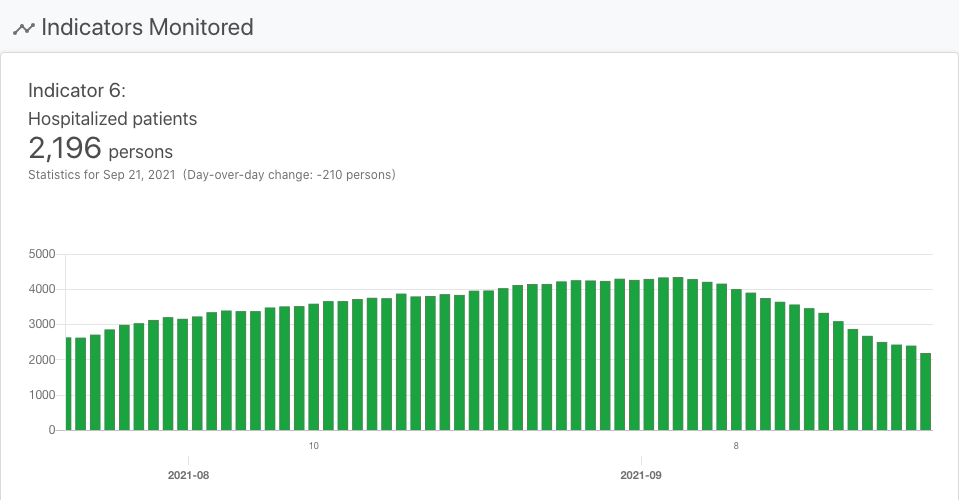 Indicators Monitored
Indicator 6:
Hospitalized patients
2,196 persons
Statistics for Sep 21, 2021 (Day-over-day change: -210 persons)
5000
4000
3000
2000
1000
0
10
8
2021-08
2021-09